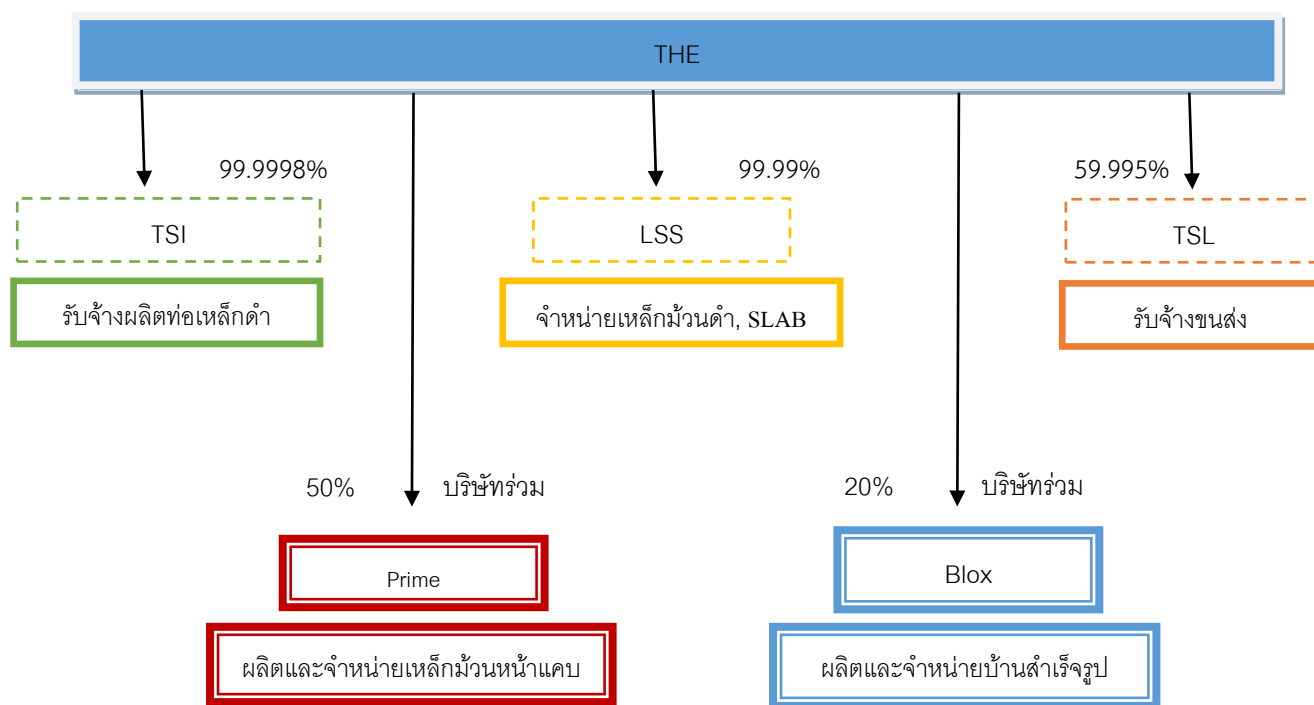 THE
99.9998%
99.99%
59.995%
TSI
LSS
TSL
รับจ้างผลิตท่อเหล็กดำ
จำหน่ายเหล็กม้วนดำ, SLAB
รับจ้างขนส่ง
50% บริษัทร่วม
20% บริษัทร่วม
Prime
Blox
ผลิตและจำหน่ายเหล็กม้วนหน้าแคบ
ผลิตและจำหน่ายบ้านสำเร็จรูป